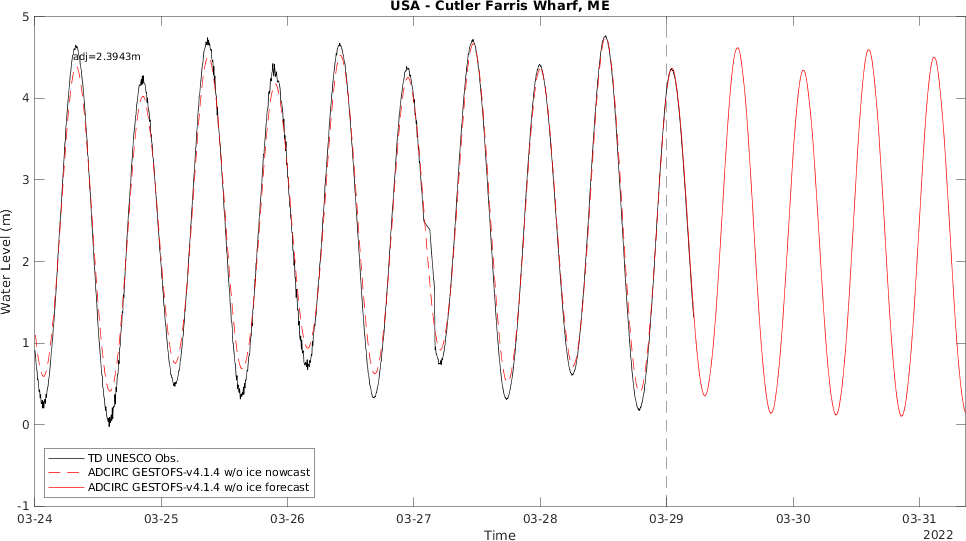 USA - Cutler Farris Wharf, ME
adj=2.3943m
Water Level (m)
5
4
3
2
1
0
-1
TD UNESCO Obs.
ADCIRC GESTOFS-v4.1.4 w/o ice nowcast
ADCIRC GESTOFS-v4.1.4 w/o ice forecast
03-24 03-25 03-26 03-27 03-28 03-29 03-30 03-31
Time
2022